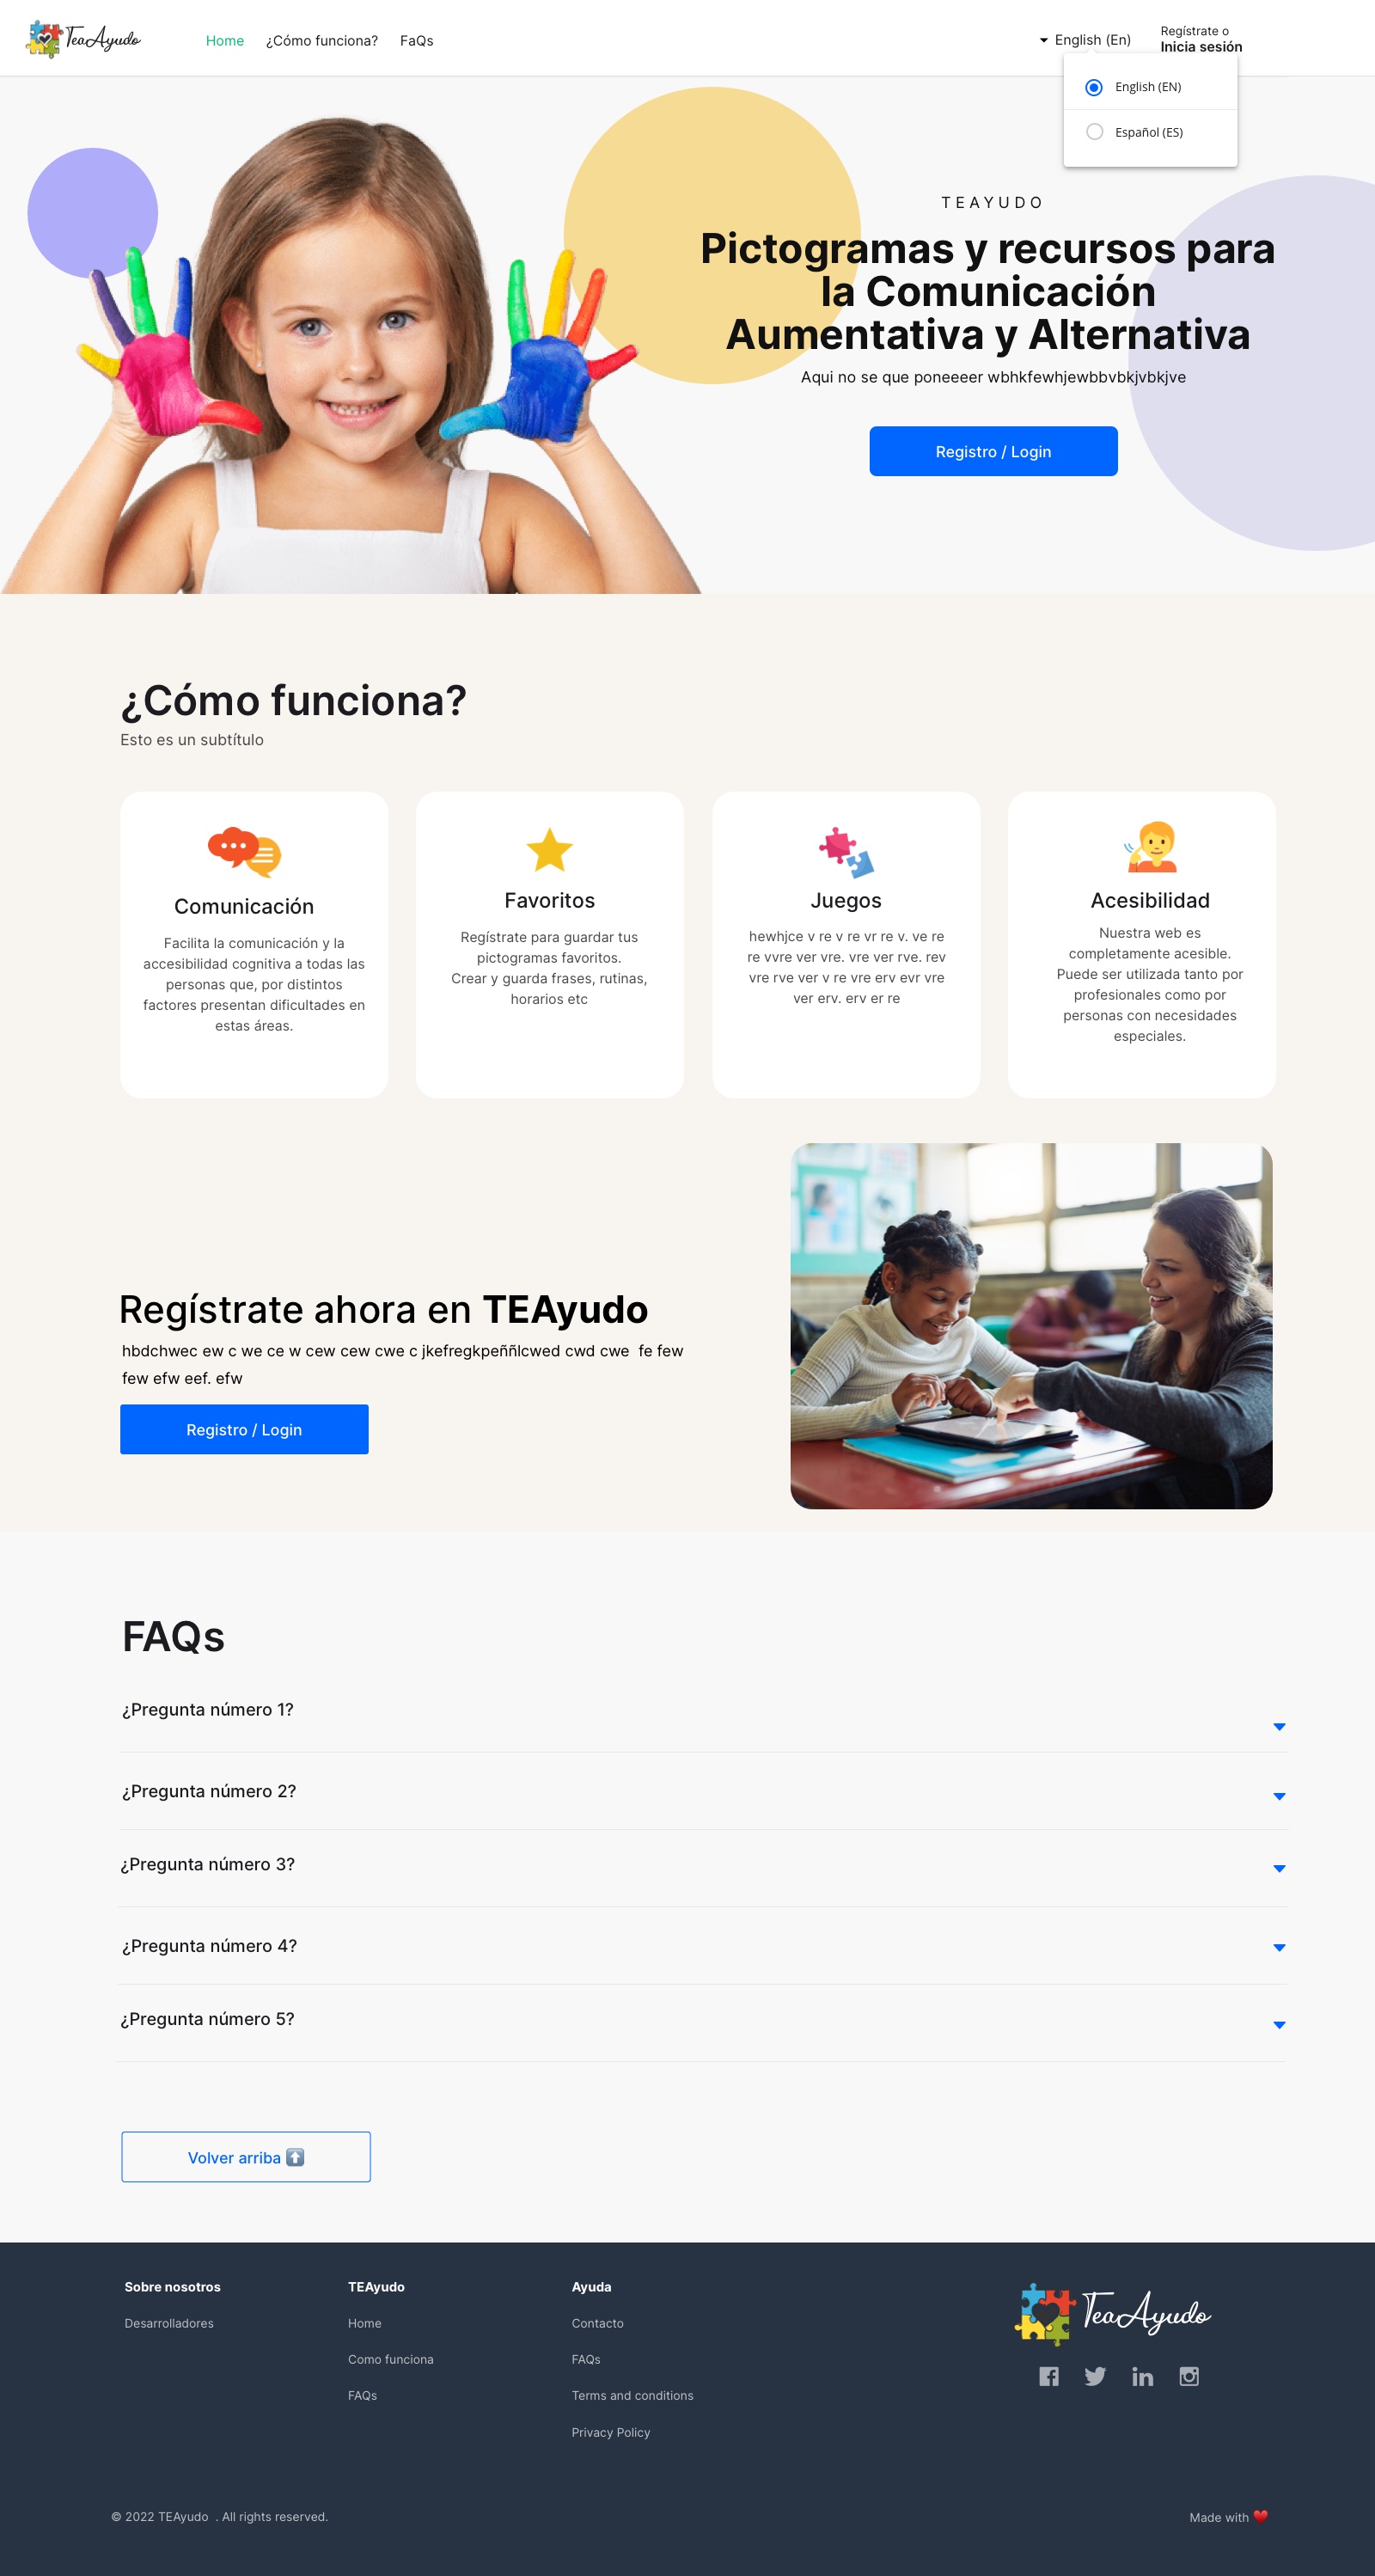 TeaAyudo
Home ¿Cómo funciona? FaQs
English (En)
Regístrate o
Inicia sesión
English (EN)
Español (ES)
TEAYUDO
Pictogramas y recursos para
la Comunicación
Aumentativa y Alternativa
Aqui no se que poneeeer wbhkfewhjewbbvbkjvbkjve
Registro / Login
¿Cómo funciona?
Esto es un subtítulo
Comunicación
Facilita la comunicación y la
accesibilidad cognitiva a todas las
personas que, por distintos
factores presentan dificultades en
estas áreas.
Favoritos
Regístrate para guardar tus
pictogramas favoritos.
Crear y guarda frases, rutinas,
horarios etc
Juegos
hewhjce v re v re vr re v. ve re
re vvre ver vre. vre ver rve. rev
vre rve ver v re vre erv evr vre
ver erv. erv er re
Acesibilidad
Nuestra web es
completamente acesible.
Puede ser utilizada tanto por
profesionales como por
personas con necesidades
especiales.
Regístrate ahora en TEAyudo
hbdchwec ew c we ce w cew cew cwe c jkefregkpeññlcwed cwd cwe fe few
few efw eef. efw
Registro / Login
FAQs
¿Pregunta número 1?
¿Pregunta número 2?
¿Pregunta número 3?
¿Pregunta número 4?
¿Pregunta número 5?
Volver arriba ⬆️
Sobre nosotros
Desarrolladores
TEAyudo
Home
Como funciona
FAQs
Ayuda
Contacto
FAQs
Terms and conditions
Privacy Policy
TeaAyudo
© 2022 TEAyudo . All rights reserved.
Made with ❤️